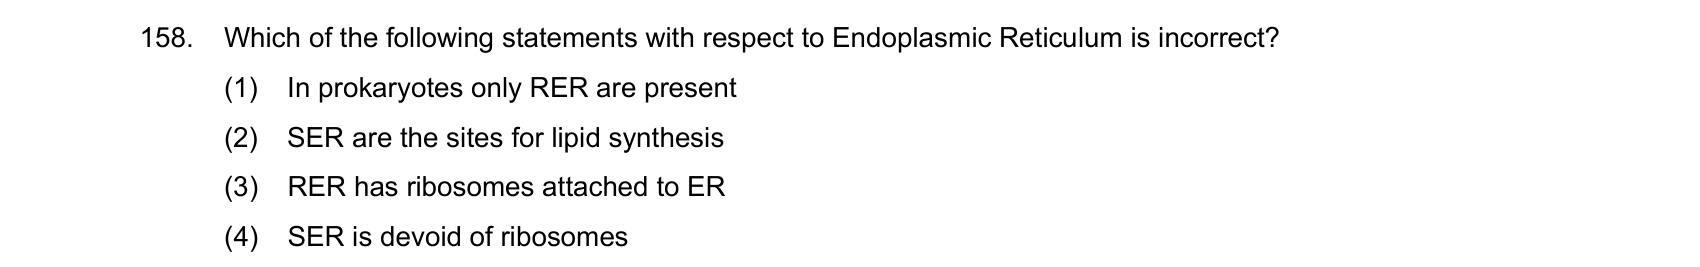 158. Which of the following statements with respect to Endoplasmic Reticulum is incorrect?
(1) In prokaryotes only RER are present
(2) SER are the sites for lipid synthesis
(3) RER has ribosomes attached to ER
(4) SER is devoid of ribosomes